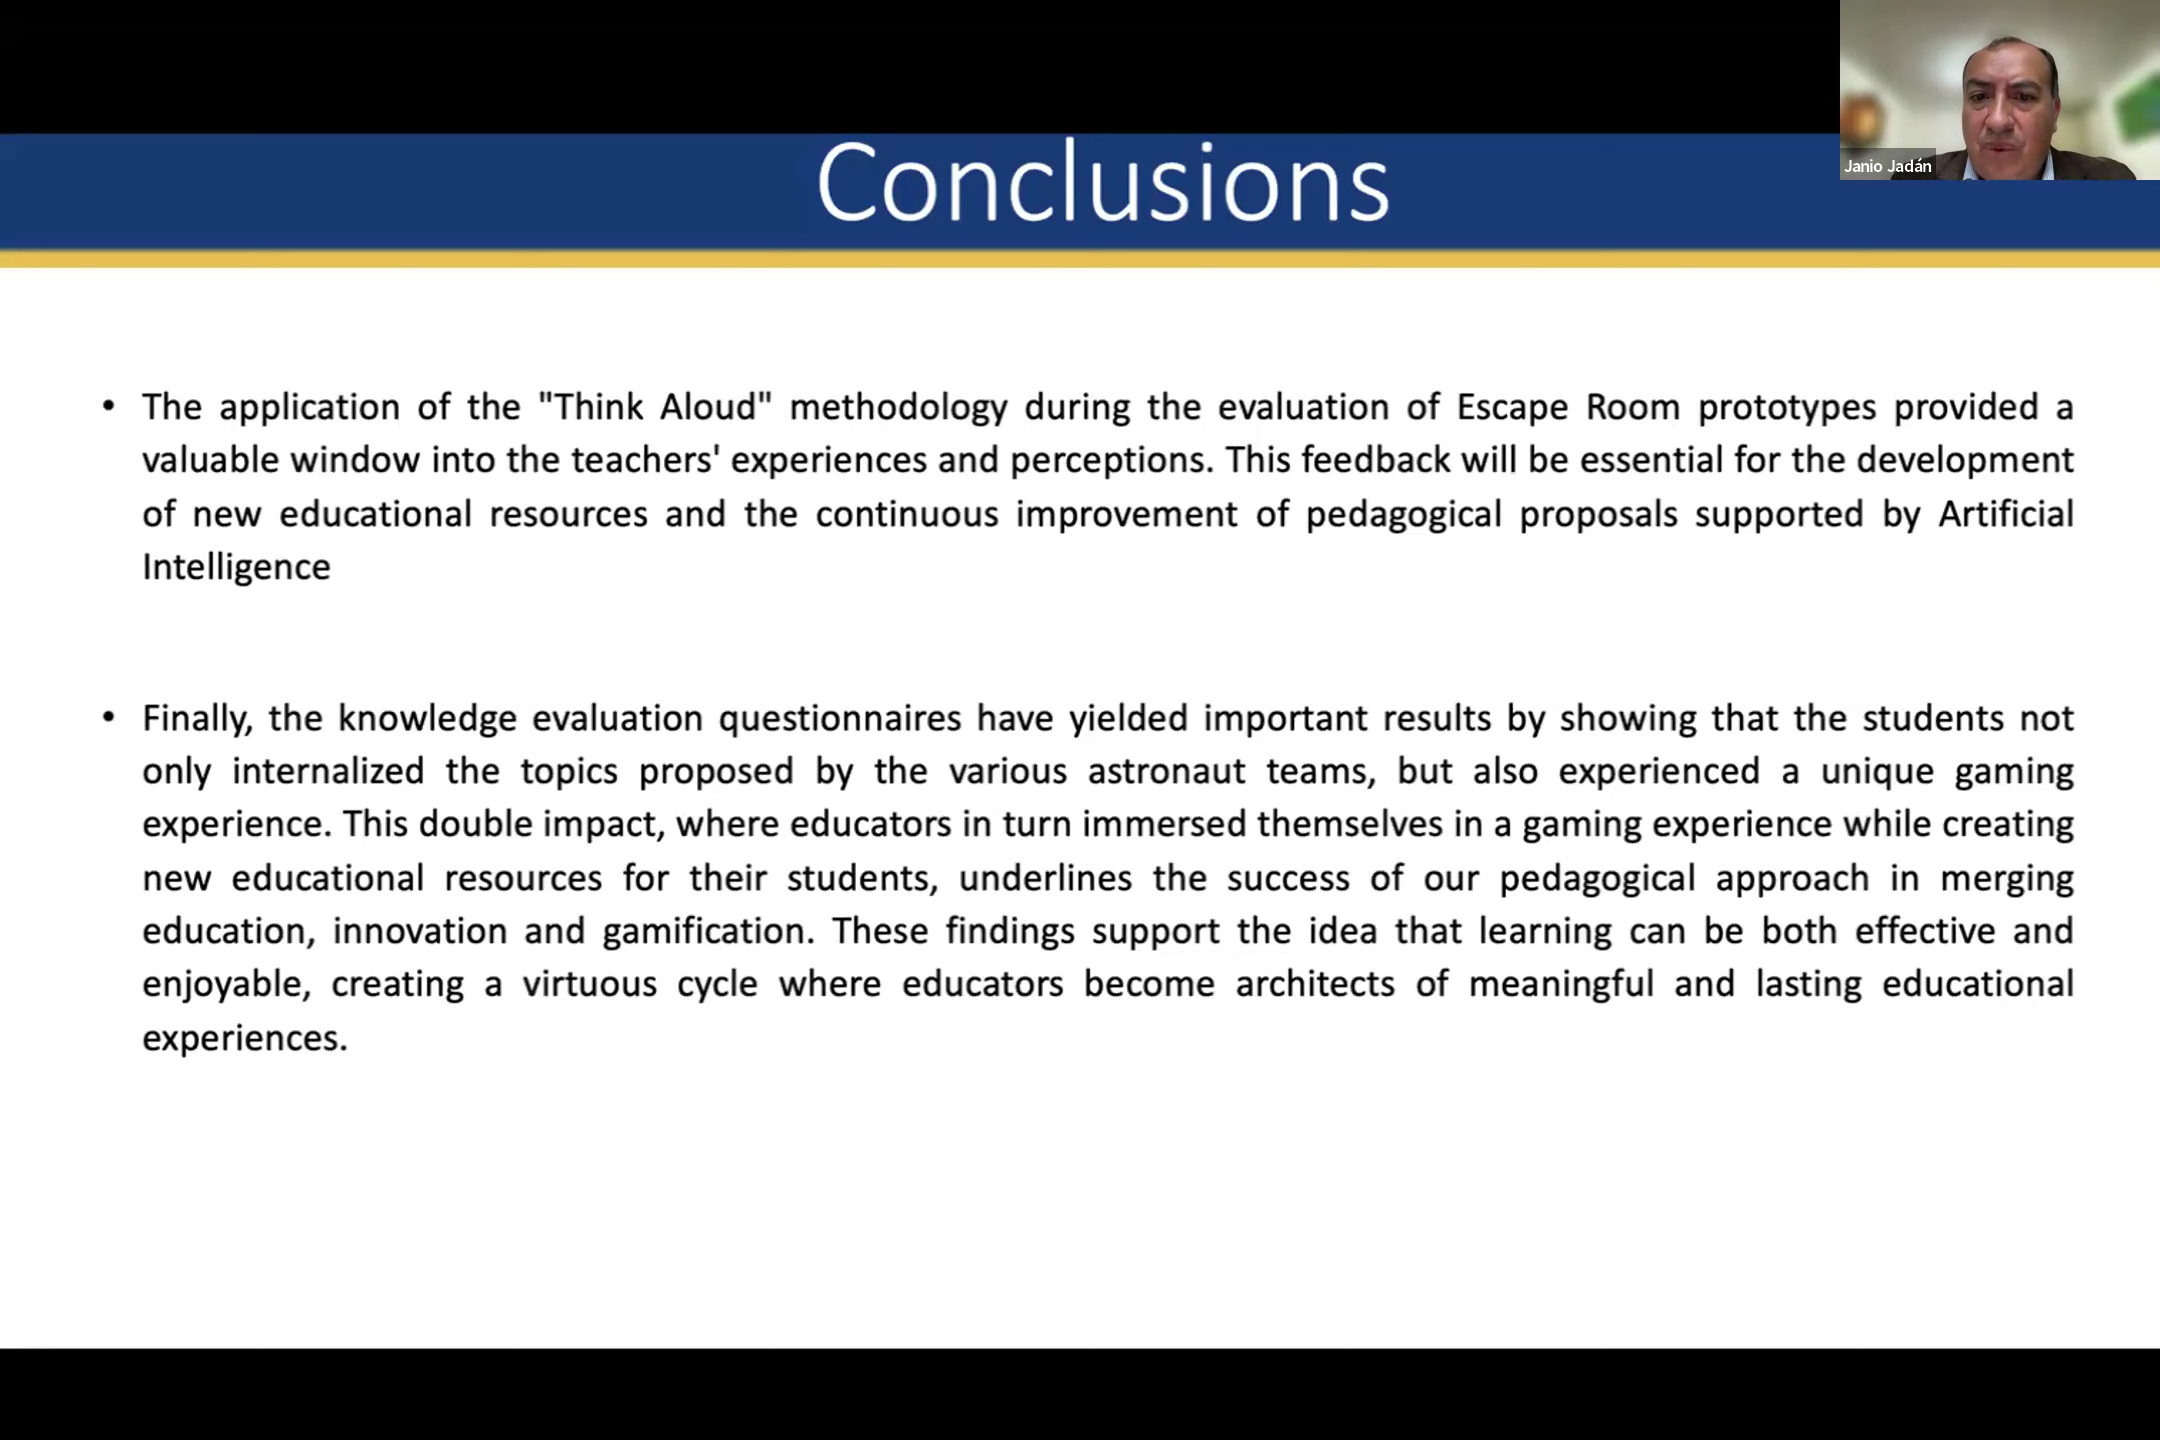 Conclusions
Janio Jadán
• The application of the "Think Aloud" methodology during the evaluation of Escape Room prototypes provided a
valuable window into the teachers' experiences and perceptions. This feedback will be essential for the development
of new educational resources and the continuous improvement of pedagogical proposals supported by Artificial
Intelligence
• Finally, the knowledge evaluation questionnaires have yielded important results by showing that the students not
only internalized the topics proposed by the various astronaut teams, but also experienced a unique gaming
experience. This double impact, where educators in turn immersed themselves in a gaming experience while creating
new educational resources for their students, underlines the success of our pedagogical approach in merging
education, innovation and gamification. These findings support the idea that learning can be both effective and
enjoyable, creating a virtuous cycle where educators become architects of meaningful and lasting educational
experiences.